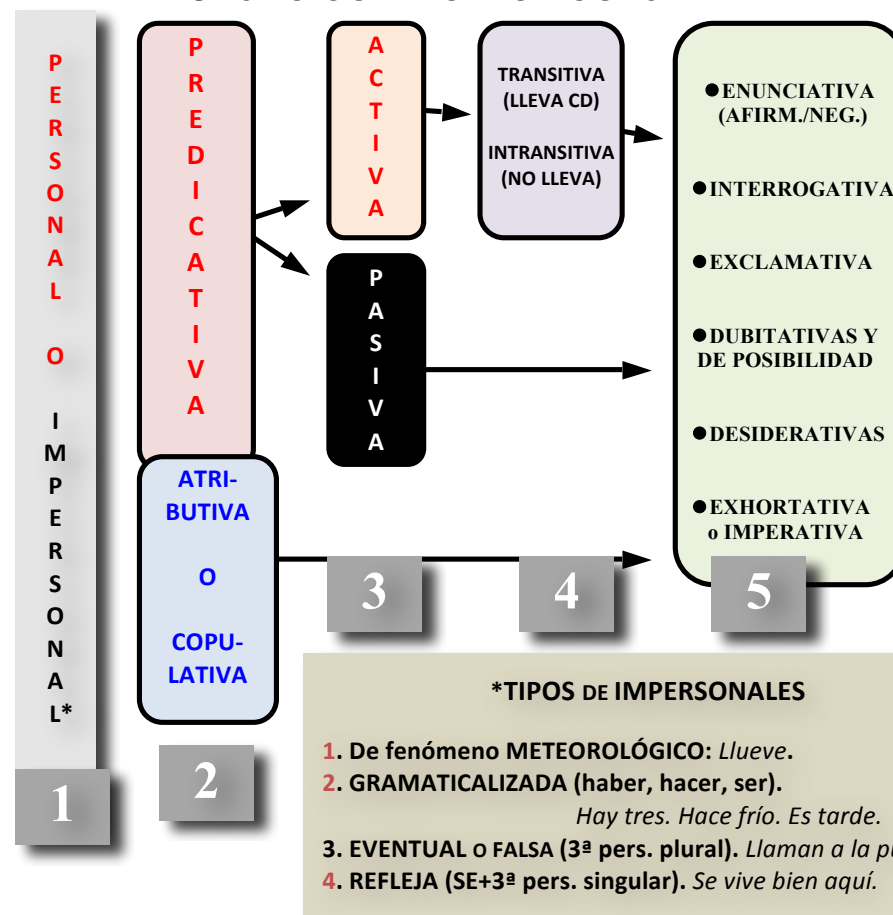 PERSONAL O IMPERSONAL*
1
PREDICATIVA
ATRI-
BUTIVA
O
COPU-
LATIVA
2
ACTIVA
PASIVA
3
TRANSITIVA
(LLEVA CD)
INTRANSITIVA
(NO LLEVA)
4
●ENUNCIATIVA
(AFIRM./NEG.)
●INTERROGATIVA
●EXCLAMATIVA
●DUBITATIVAS Y
DE POSIBILIDAD
●DESIDERATIVAS
●EXHORTATIVA
o IMPERATIVA
5
*TIPOS DE IMPERSONALES
1. De fenómeno METEOROLÓGICO: Llueve.
2. GRAMATICALIZADA (haber, hacer, ser).
Hay tres. Hace frío. Es tarde.
3. EVENTUAL O FALSA (3ª pers. plural). Llaman a la
4. REFLEJA (SE+3ª pers. singular). Se vive bien aquí.